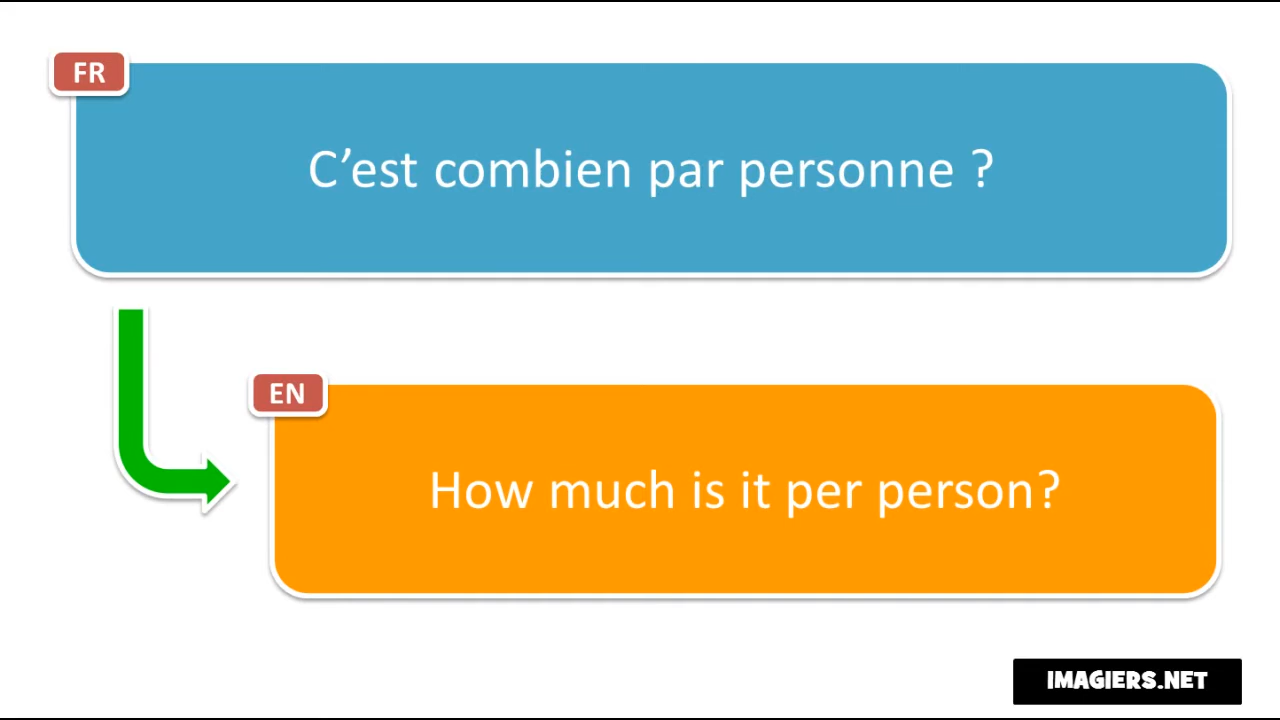 FR
C’est combien par personne ?
EN
How much is it per person?
IMAGIERS.NET